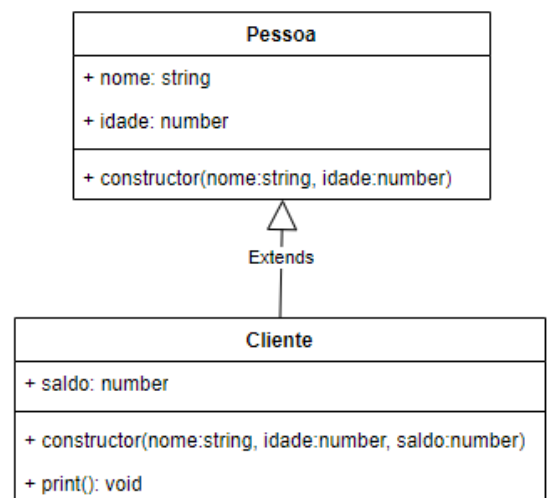 Pessoa
+ nome: string
+ idade: number
+ constructor(nome:string, idade:number)
Extends
Cliente
+ saldo: number
+ constructor(nome:string, idade:number, saldo:number)
+ print(): void